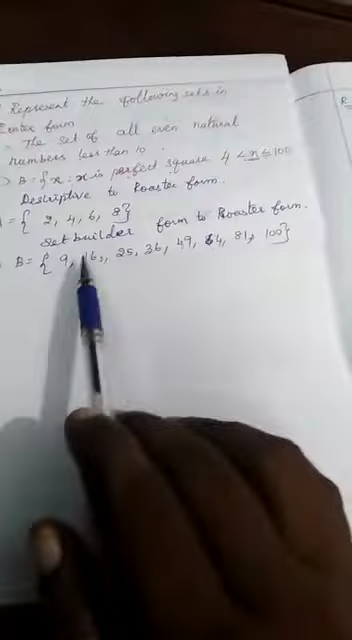 Represent the following sets in
Roster form
The set of all even natural
numbers less than 10.
B = {x : x is perfect square 4 < x ≤ 100
Descriptive to Roaster form.
= { 2, 4, 6, 8}
Set builder form to Roaster form.
B = { 9, 16, 25, 36, 49, 64, 81, 100}